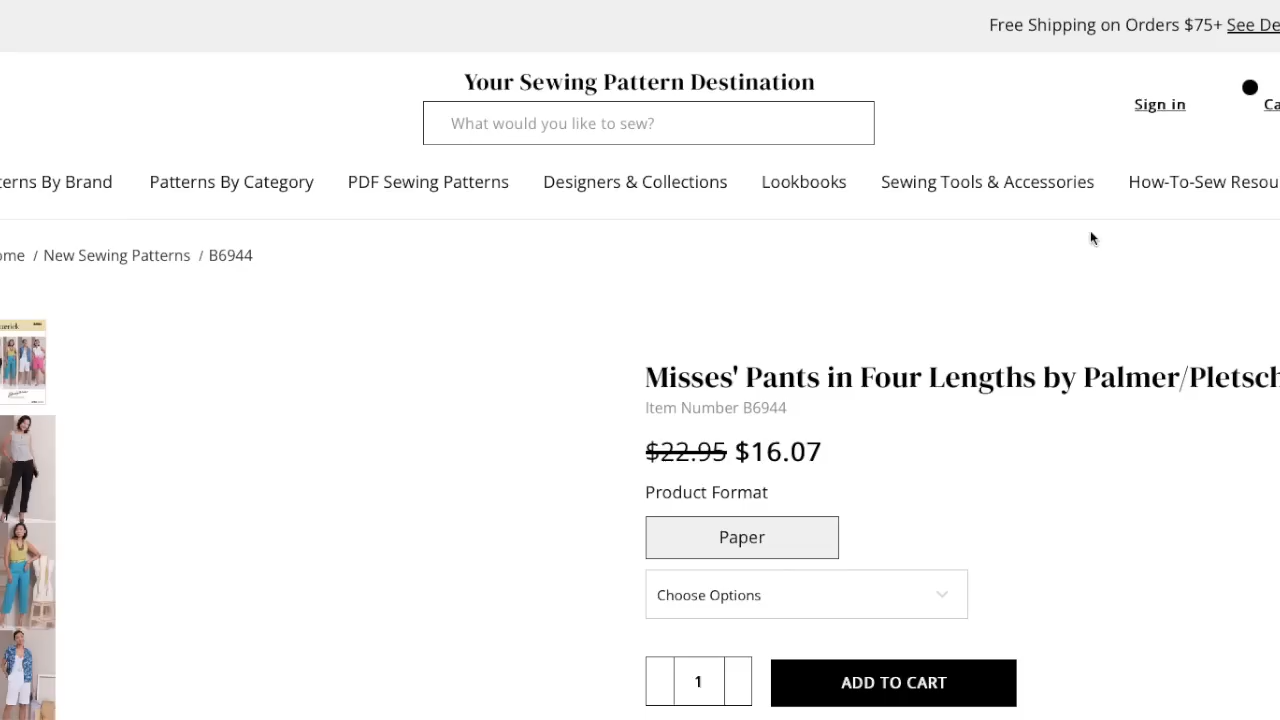 Free Shipping on Orders $75+ See De
Your Sewing Pattern Destination
What would you like to sew?
Sign in
Ca
terns By Brand
Patterns By Category
PDF Sewing Patterns
Designers & Collections
Lookbooks
Sewing Tools & Accessories
How-To-Sew Resou
ome / New Sewing Patterns / B6944
Misses' Pants in Four Lengths by Palmer/Pletsch
Item Number B6944
$22.95 $16.07
Product Format
Paper
Choose Options
1
ADD TO CART